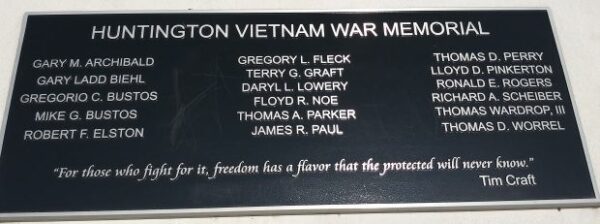 HUNTINGTON VIETNAM WAR MEMORIAL
GARY M. ARCHIBALD
GARY LADD BIEHL
GREGORIO C. BUSTOS
MIKE G. BUSTOS
ROBERT F. ELSTON
GREGORY L. FLECK
TERRY G. GRAFT
DARYL L. LOWERY
FLOYD R. NOE
THOMAS A. PARKER
JAMES R. PAUL
THOMAS D. PERRY
LLOYD D. PINKERTON
RONALD E. ROGERS
RICHARD A. SCHEIBER
THOMAS WARDROP, III
THOMAS D. WORREL
"For those who fight for it, freedom has a flavor that the protected will never know."
Tim Craft